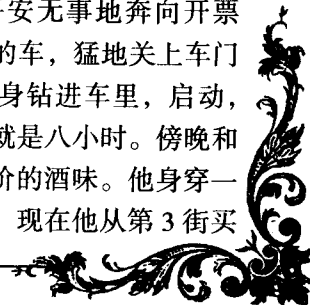 安无事地奔向开票
的车，猛地关上车门
身钻进车里，启动，
就是八小时。傍晚和
价的酒味。他身穿一
现在他从第 3 街买